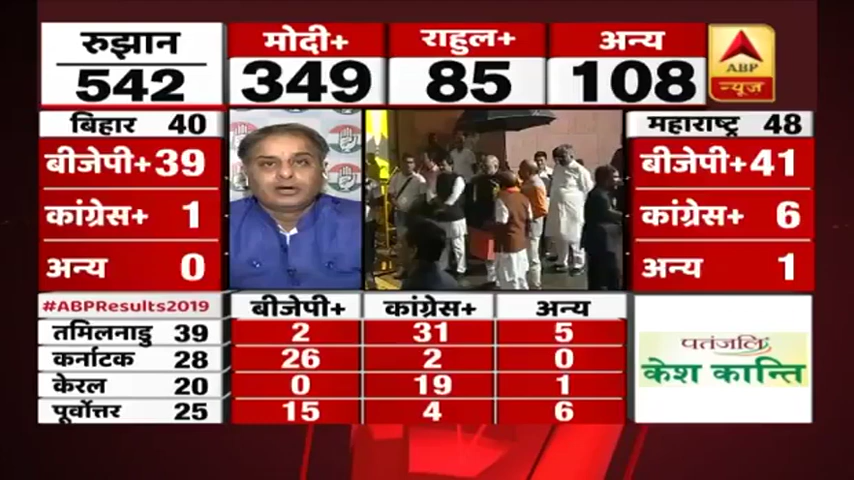 रुझान मोदी+ राहुल+ अन्य
542 349 85 108
ABP
न्यूज़
बिहार 40
बीजेपी+ 39
कांग्रेस+ 1
अन्य 0
महाराष्ट्र 48
बीजेपी+ 41
कांग्रेस+ 6
अन्य 1
#ABPResults2019 बीजेपी+ कांग्रेस+ अन्य
तमिलनाडु 39 2 31 5
कर्नाटक 28 26 2 0
केरल 20 0 19 1
पूर्वोत्तर 25 15 4 6
पतंजलि
केश कान्ति